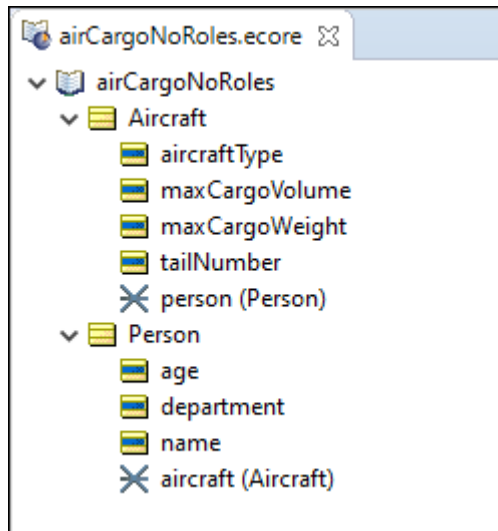 airCargoNoRoles.ecore
airCargoNoRoles
Aircraft
aircraftType
maxCargoVolume
maxCargoWeight
tailNumber
person (Person)
Person
age
department
name
aircraft (Aircraft)